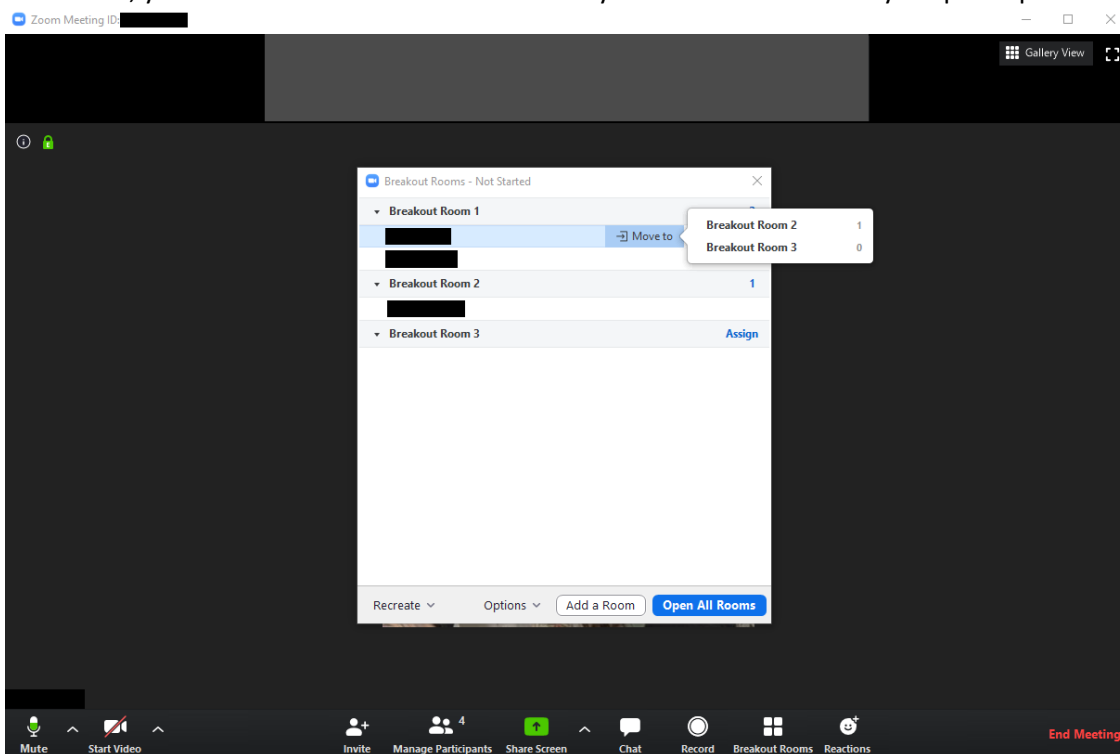 Zoom Meeting ID:
Gallery View
Breakout Rooms - Not Started
Breakout Room 1
Move to
Breakout Room 2 1
Breakout Room 3 0
Breakout Room 2 1
Breakout Room 3 Assign
Recreate Options Add a Room Open All Rooms
4
Mute Start Video Invite Manage Participants Share Screen Chat Record Breakout Rooms Reactions End Meeting